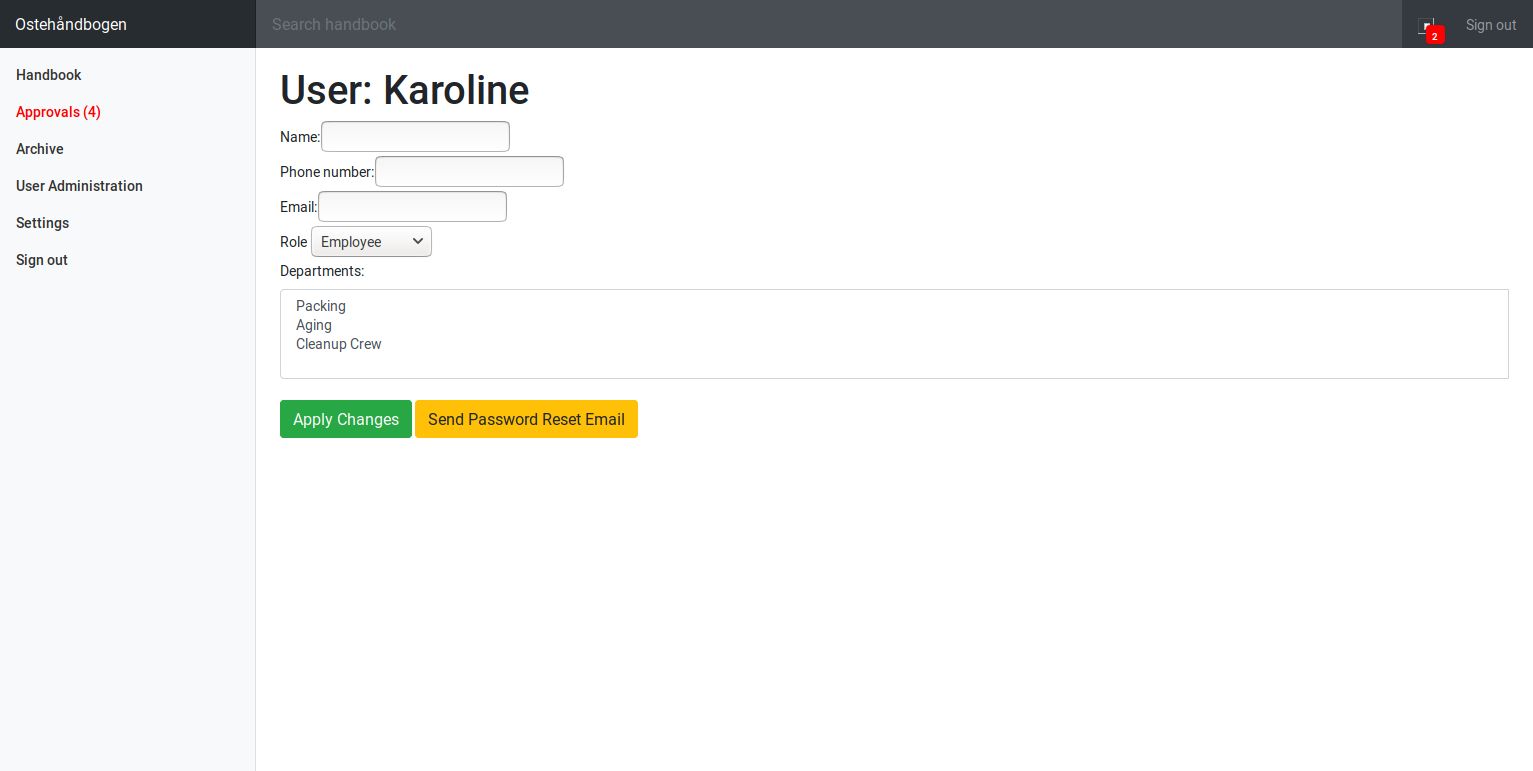 Ostehåndbogen
Search handbook
2
Sign out
Handbook
Approvals (4)
Archive
User Administration
Settings
Sign out
User: Karoline
Name:
Phone number:
Email:
Role Employee
Departments:
Packing
Aging
Cleanup Crew
Apply Changes Send Password Reset Email